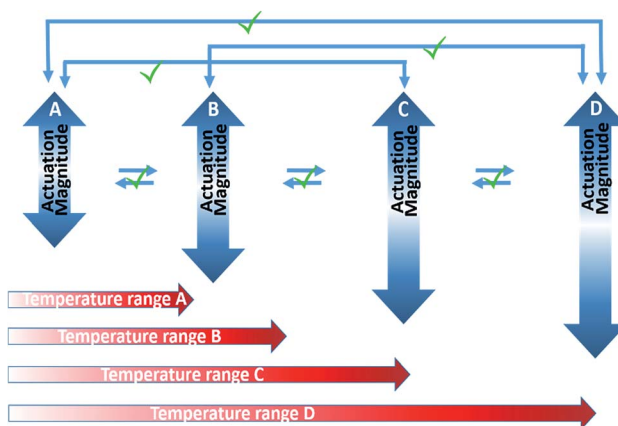 A
B
C
D
Actuation
Magnitude
Actuation
Magnitude
Actuation
Magnitude
Actuation
Magnitude
Temperature range A
Temperature range B
Temperature range C
Temperature range D